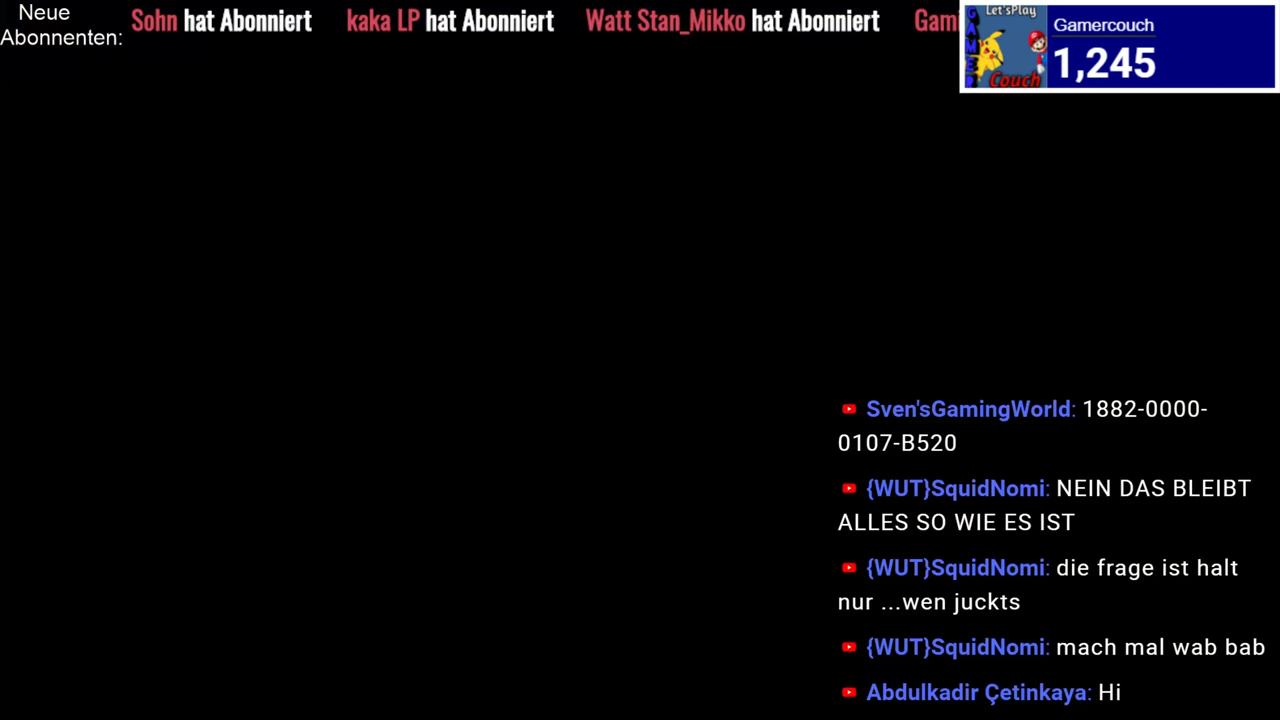 Neue
Abonnenten:
Sohn hat Abonniert kaka LP hat Abonniert Watt Stan_Mikko hat Abonniert Gam
Let'sPlay
GAMER
Couch
Gamercouch
1,245
Sven'sGamingWorld: 1882-0000-
0107-B520
{WUT}SquidNomi: NEIN DAS BLEIBT
ALLES SO WIE ES IST
{WUT}SquidNomi: die frage ist halt
nur ...wen juckts
{WUT}SquidNomi: mach mal wab bab
Abdulkadir Çetinkaya: Hi